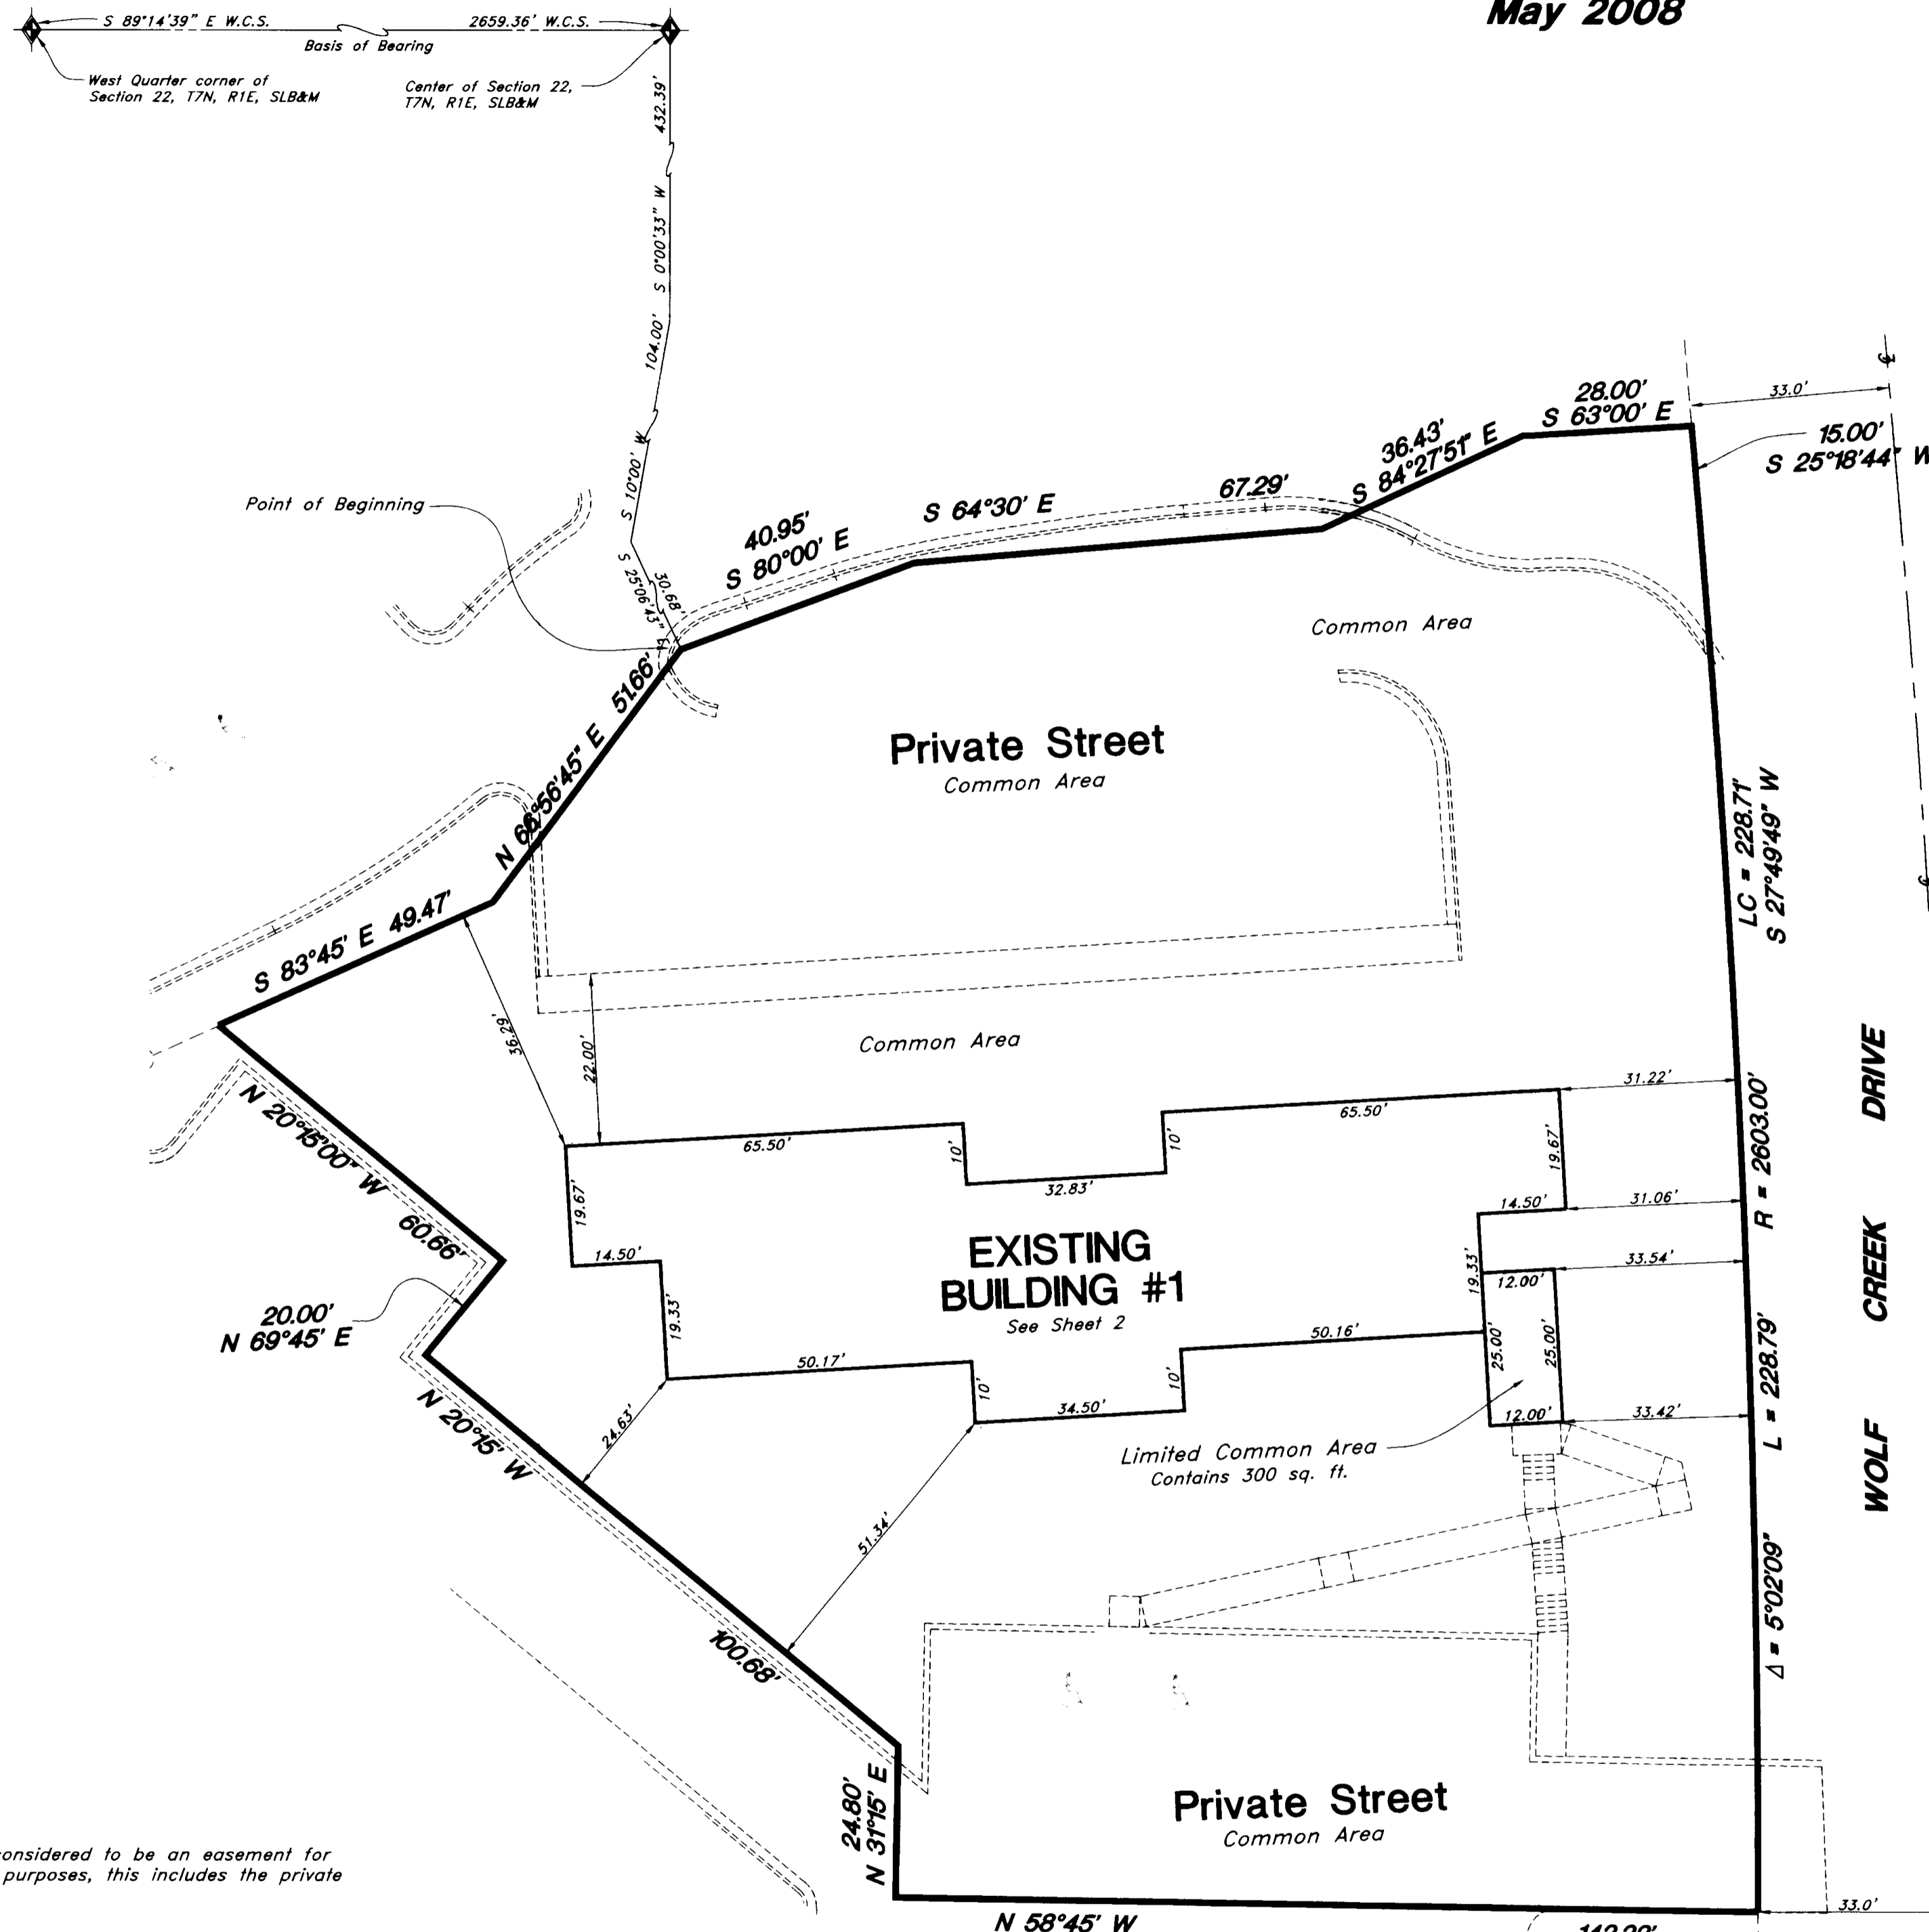 May 2008
S 89°14'39" E W.C.S.
2659.36' W.C.S.
Basis of Bearing
West Quarter corner of
Section 22, T7N, R1E, SLB&M
Center of Section 22,
T7N, R1E, SLB&M
432.39'
S 0°00'33" W
104.00'
S 10°00' W
S 25°06'43" E
30.68'
Point of Beginning
40.95'
S 80°00' E
S 64°30' E
67.29'
36.43'
S 84°27'51" E
28.00'
S 63°00' E
33.0'
15.00'
S 25°18'44" W
Common Area
N 66°56'45" E 51.66'
Private Street
Common Area
LC = 228.71'
S 27°49'49" W
S 83°45' E 49.47'
36.29'
22.00'
Common Area
31.22'
65.50'
65.50'
10'
10'
32.83'
19.67'
19.67'
14.50'
31.06'
14.50'
19.33'
19.33'
33.54'
12.00'
EXISTING
BUILDING #1
See Sheet 2
N 20°15'00" W 60.66'
20.00'
N 69°45' E
50.17'
10'
34.50'
10'
50.16'
25.00'
25.00'
12.00'
33.42'
24.63'
51.34'
Limited Common Area
Contains 300 sq. ft.
N 20°15' W
100.68'
Δ = 5°02'09" L = 228.79' R = 2603.00'
WOLF CREEK DRIVE
24.80'
N 31°15' E
Private Street
Common Area
onsidered to be an easement for
purposes, this includes the private
33.0'
N 58°45' W
142.22'